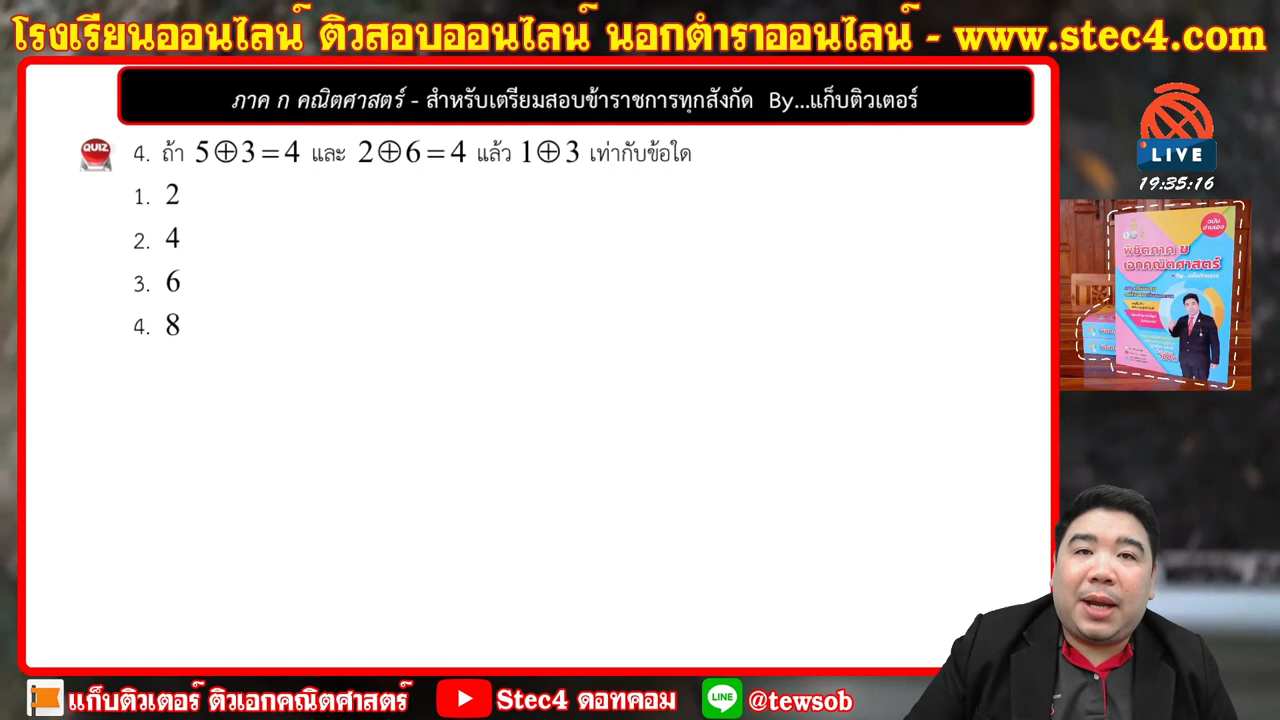 โรงเรียนออนไลน์ ติวสอบออนไลน์ นอกตำราออนไลน์ - www.stec4.com
ภาค ก คณิตศาสตร์ - สำหรับเตรียมสอบข้าราชการทุกสังกัด By...แก็บติวเตอร์
QUIZ
4. ถ้า 5⊕3=4 และ 2⊕6=4 แล้ว 1⊕3 เท่ากับข้อใด
1. 2
2. 4
3. 6
4. 8
LIVE
19:35:16
พิชิตภาค ข
เอกคณิตศาสตร์
แก็บติวเตอร์ ติวเอกคณิตศาสตร์
Stec4 ดอทคอม
LINE
@tewsob